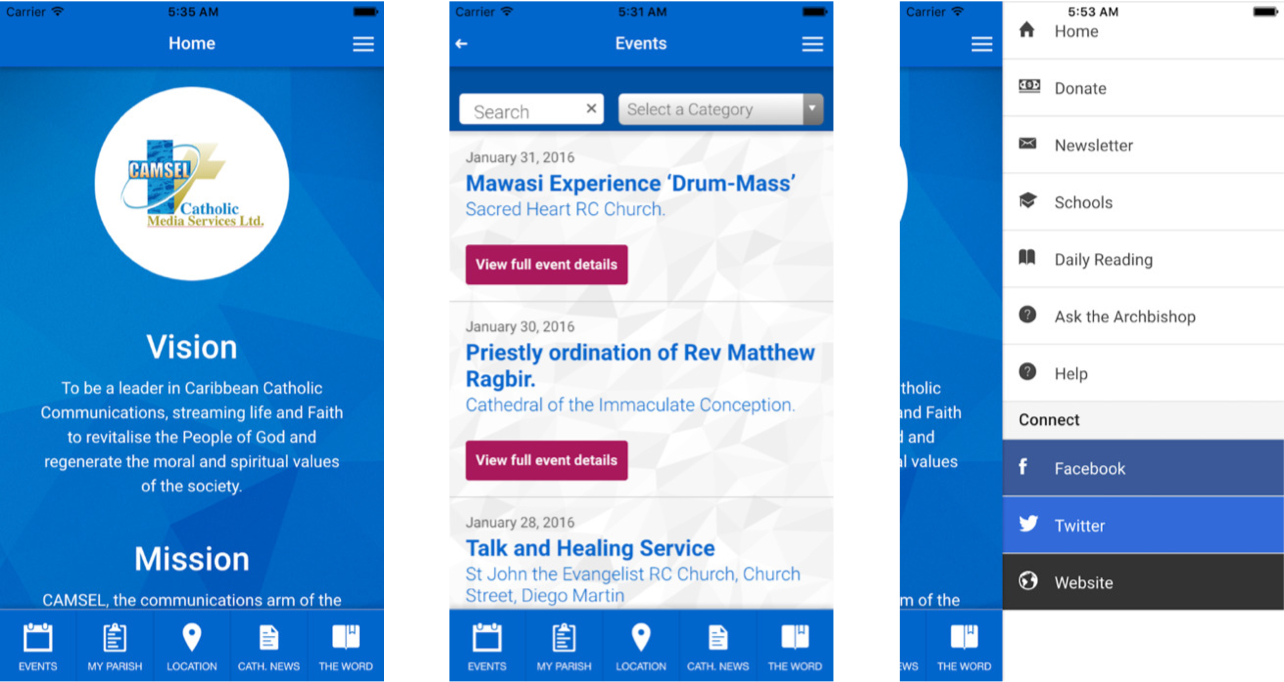 Carrier 5:35 AM
Home
CAMSEL
Catholic
Media Services Ltd.
Vision
To be a leader in Caribbean Catholic
Communications, streaming life and Faith
to revitalise the People of God and
regenerate the moral and spiritual values
of the society.
Mission
CAMSEL, the communications arm of the
EVENTS MY PARISH LOCATION CATH. NEWS THE WORD
Carrier 5:31 AM
Events
Search × Select a Category
January 31, 2016
Mawasi Experience ‘Drum-Mass’
Sacred Heart RC Church.
View full event details
January 30, 2016
Priestly ordination of Rev Matthew
Ragbir.
Cathedral of the Immaculate Conception.
View full event details
January 28, 2016
Talk and Healing Service
St John the Evangelist RC Church, Church
Street, Diego Martin
EVENTS MY PARISH LOCATION CATH. NEWS THE WORD
Carrier 5:53 AM
tholic
and Faith
d and
al values
m of the
WS THE WORD
Home
Donate
Newsletter
Schools
Daily Reading
Ask the Archbishop
Help
Connect
Facebook
Twitter
Website